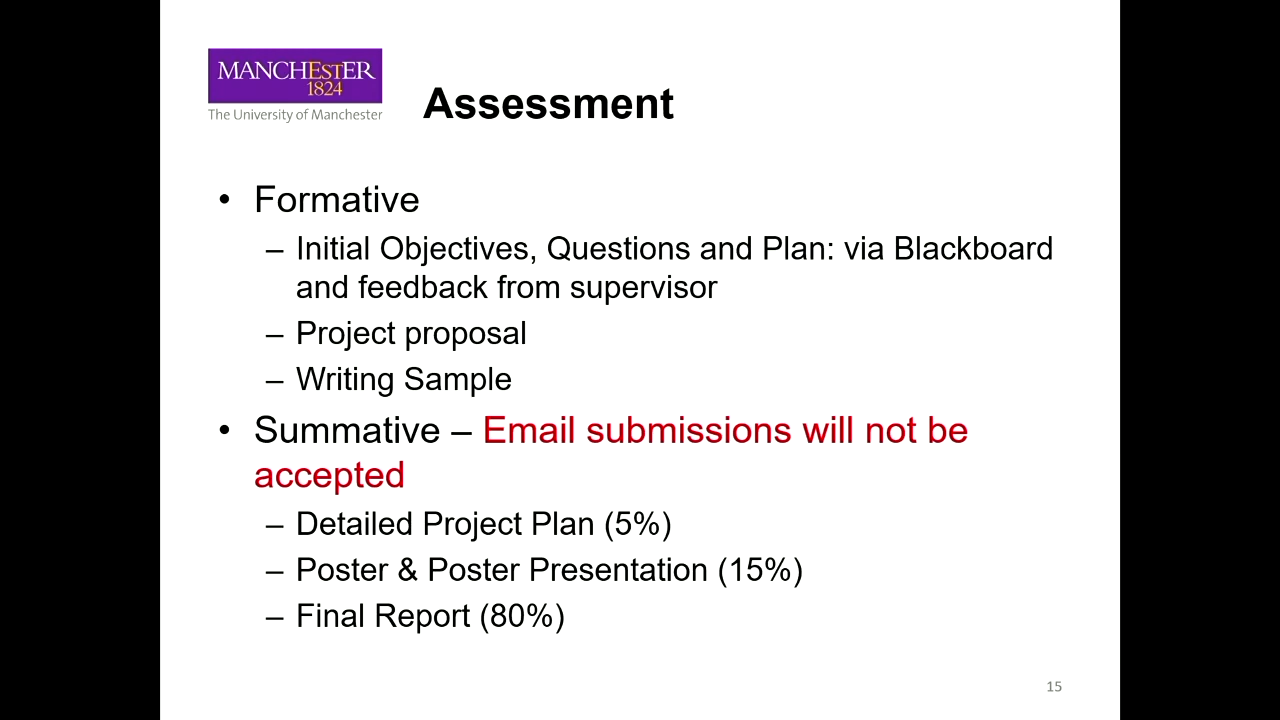 MANCHESTER
1824
The University of Manchester
Assessment
• Formative
– Initial Objectives, Questions and Plan: via Blackboard
and feedback from supervisor
– Project proposal
– Writing Sample
• Summative – Email submissions will not be
accepted
– Detailed Project Plan (5%)
– Poster & Poster Presentation (15%)
– Final Report (80%)
15